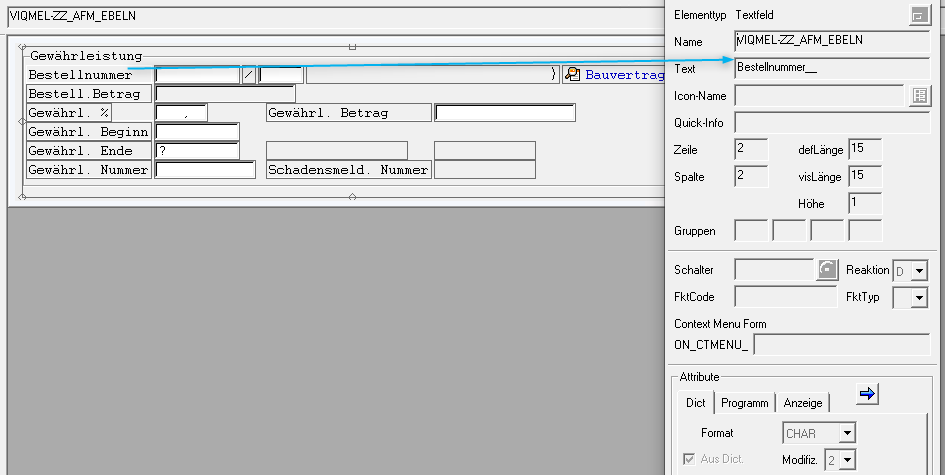 VIQMEL-ZZ_AFM_EBELN
Gewährleistung
Bestellnummer / ) Bauvertrag
Bestell.Betrag
Gewährl. % , Gewährl. Betrag
Gewährl. Beginn
Gewährl. Ende ?
Gewährl. Nummer Schadensmeld. Nummer
Elementtyp Textfeld
Name VIQMEL-ZZ_AFM_EBELN
Text Bestellnummer__
Icon-Name
Quick-Info
Zeile 2 defLänge 15
Spalte 2 visLänge 15
Höhe 1
Gruppen
Schalter Reaktion D
FktCode FktTyp
Context Menu Form
ON_CTMENU_
Attribute
Dict Programm Anzeige
Format CHAR
Aus Dict. Modifiz. 2